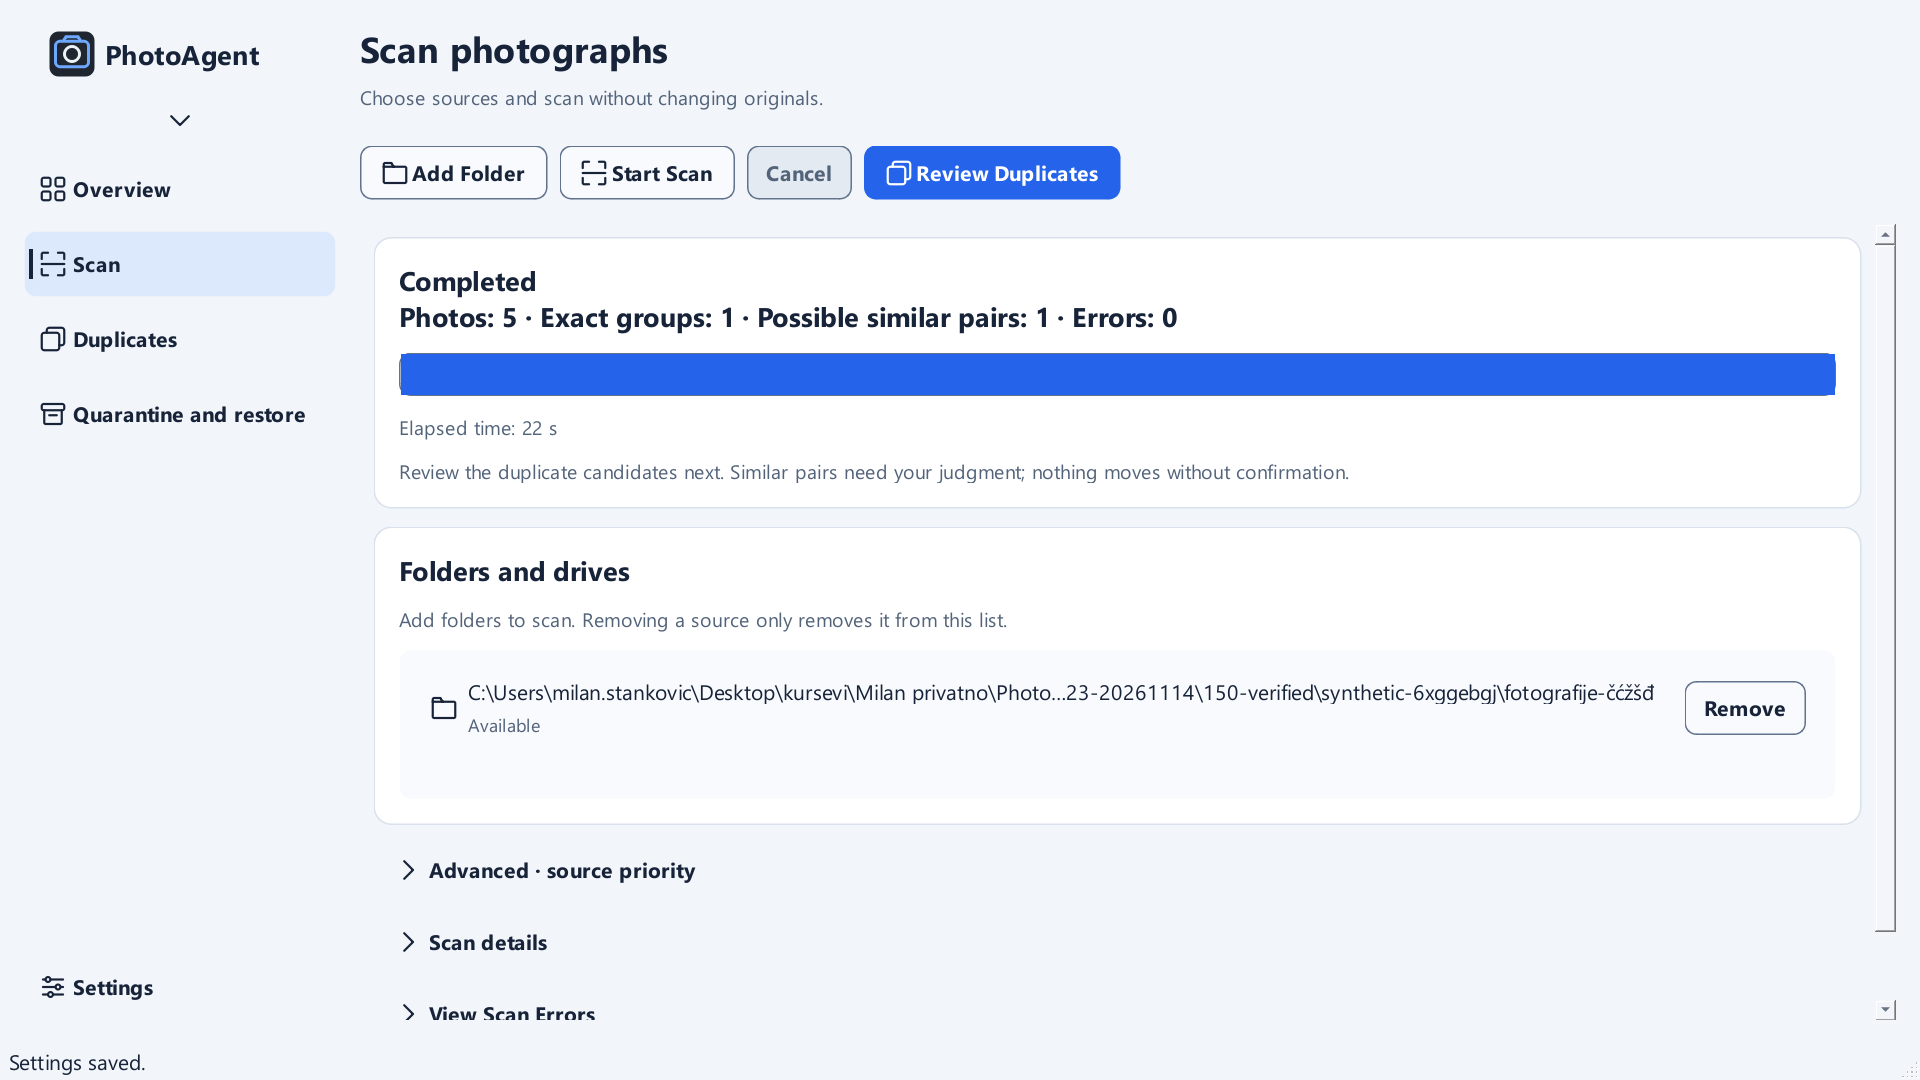 PhotoAgent
Overview
Scan
Duplicates
Quarantine and restore
Settings
Scan photographs
Choose sources and scan without changing originals.
Add Folder
Start Scan
Cancel
Review Duplicates
Completed
Photos: 5 · Exact groups: 1 · Possible similar pairs: 1 · Errors: 0
Elapsed time: 22 s
Review the duplicate candidates next. Similar pairs need your judgment; nothing moves without confirmation.
Folders and drives
Add folders to scan. Removing a source only removes it from this list.
C:\Users\milan.stankovic\Desktop\kursevi\Milan privatno\Photo...23-20261114\150-verified\synthetic-6xggebgj\fotografije-čćžšđ
Available
Remove
Advanced · source priority
Scan details
View Scan Errors
Settings saved.